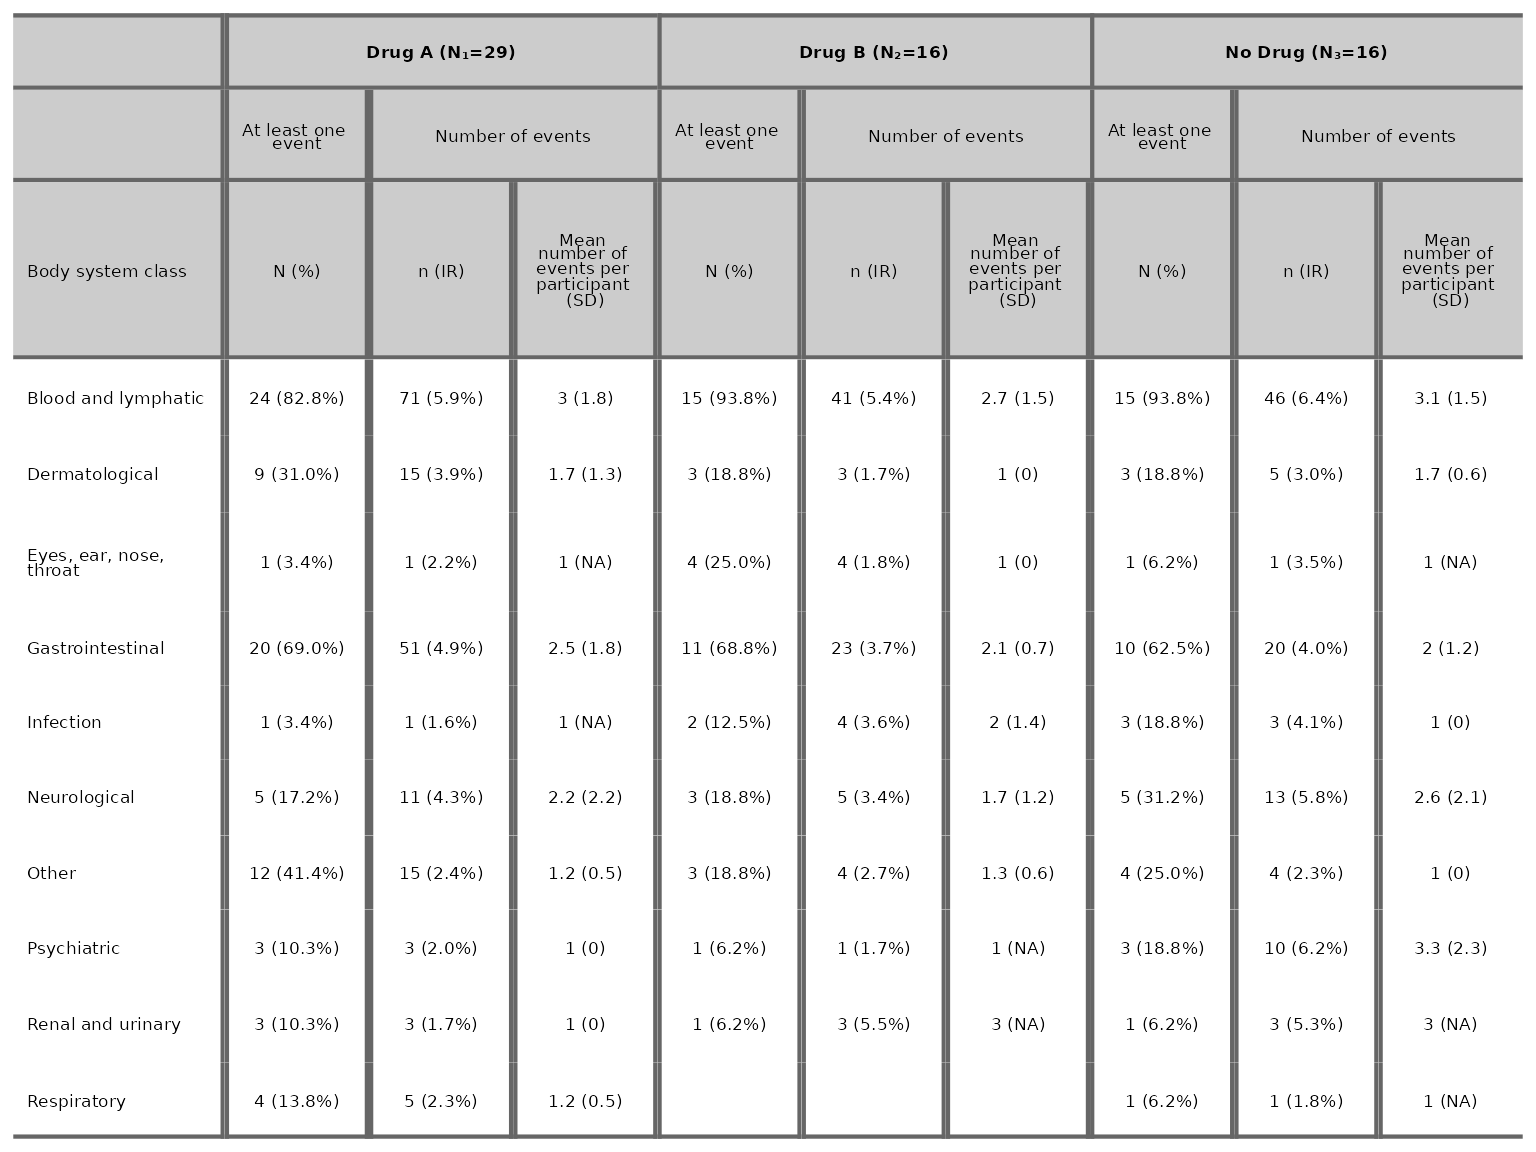 Drug A (N₁=29) Drug B (N₂=16) No Drug (N₃=16)
At least one event Number of events At least one event Number of events At least one event Number of events
Body system class N (%) n (IR) Mean number of events per participant (SD) N (%) n (IR) Mean number of events per participant (SD) N (%) n (IR) Mean number of events per participant (SD)
Blood and lymphatic 24 (82.8%) 71 (5.9%) 3 (1.8) 15 (93.8%) 41 (5.4%) 2.7 (1.5) 15 (93.8%) 46 (6.4%) 3.1 (1.5)
Dermatological 9 (31.0%) 15 (3.9%) 1.7 (1.3) 3 (18.8%) 3 (1.7%) 1 (0) 3 (18.8%) 5 (3.0%) 1.7 (0.6)
Eyes, ear, nose, throat 1 (3.4%) 1 (2.2%) 1 (NA) 4 (25.0%) 4 (1.8%) 1 (0) 1 (6.2%) 1 (3.5%) 1 (NA)
Gastrointestinal 20 (69.0%) 51 (4.9%) 2.5 (1.8) 11 (68.8%) 23 (3.7%) 2.1 (0.7) 10 (62.5%) 20 (4.0%) 2 (1.2)
Infection 1 (3.4%) 1 (1.6%) 1 (NA) 2 (12.5%) 4 (3.6%) 2 (1.4) 3 (18.8%) 3 (4.1%) 1 (0)
Neurological 5 (17.2%) 11 (4.3%) 2.2 (2.2) 3 (18.8%) 5 (3.4%) 1.7 (1.2) 5 (31.2%) 13 (5.8%) 2.6 (2.1)
Other 12 (41.4%) 15 (2.4%) 1.2 (0.5) 3 (18.8%) 4 (2.7%) 1.3 (0.6) 4 (25.0%) 4 (2.3%) 1 (0)
Psychiatric 3 (10.3%) 3 (2.0%) 1 (0) 1 (6.2%) 1 (1.7%) 1 (NA) 3 (18.8%) 10 (6.2%) 3.3 (2.3)
Renal and urinary 3 (10.3%) 3 (1.7%) 1 (0) 1 (6.2%) 3 (5.5%) 3 (NA) 1 (6.2%) 3 (5.3%) 3 (NA)
Respiratory 4 (13.8%) 5 (2.3%) 1.2 (0.5) 1 (6.2%) 1 (1.8%) 1 (NA)